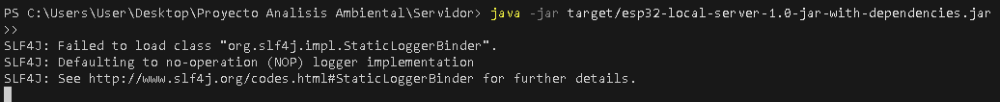 PS C:\Users\User\Desktop\Proyecto Analisis Ambiental\Servidor> java -jar target/esp32-local-server-1.0-jar-with-dependencies.jar
>>
SLF4J: Failed to load class "org.slf4j.impl.StaticLoggerBinder".
SLF4J: Defaulting to no-operation (NOP) logger implementation
SLF4J: See http://www.slf4j.org/codes.html#StaticLoggerBinder for further details.